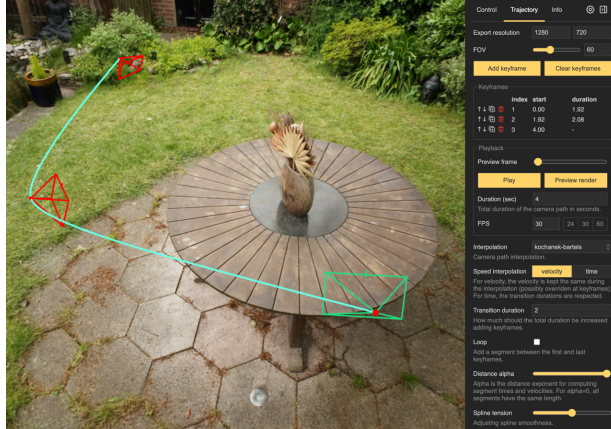 Control Trajectory Info
Export resolution 1280 720
FOV 60
Add keyframe Clear keyframes
Keyframes
index start duration
↑ ↓ 1 0.00 1.92
↑ ↓ 2 1.92 2.08
↑ ↓ 3 4.00 -
Playback
Preview frame
Play Preview render
Duration (sec) 4
Total duration of the camera path in seconds.
FPS 30 24 30 60
Interpolation kochanek-bartels
Camera path interpolation.
Speed interpolation velocity time
For velocity, the velocity is kept the same during
the interpolation (possibly overriden at keyframes)
For time, the transition durations are respected.
Transition duration 2
How much should the total duration be increased
adding keyframes.
Loop
Add a segment between the first and last
keyframes.
Distance alpha
Alpha is the distance exponent for computing
segment times and velocities. For alpha=0, all
segments have the same length.
Spline tension
Adjusting spline smoothness.